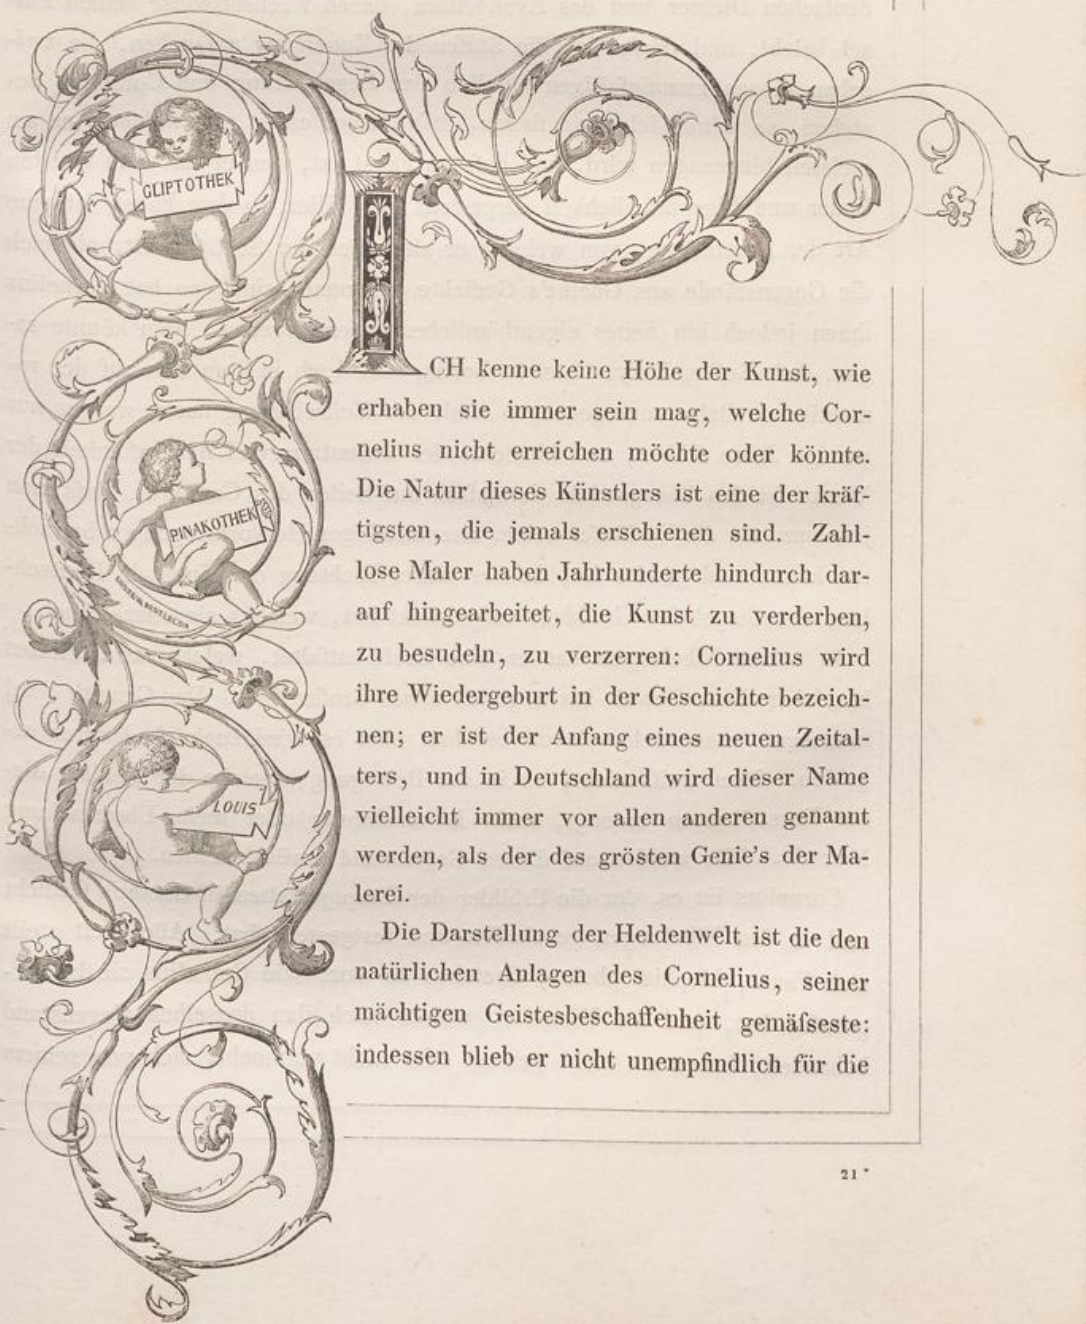 GLIPTOTHEK
PINAKOTHEK
LOUIS
ICH kenne keine Höhe der Kunst, wie
erhaben sie immer sein mag, welche Cor-
nelius nicht erreichen möchte oder könnte.
Die Natur dieses Künstlers ist eine der kräf-
tigsten, die jemals erschienen sind. Zahl-
lose Maler haben Jahrhunderte hindurch dar-
auf hingearbeitet, die Kunst zu verderben,
zu besudeln, zu verzerren: Cornelius wird
ihre Wiedergeburt in der Geschichte bezeich-
nen; er ist der Anfang eines neuen Zeital-
ters, und in Deutschland wird dieser Name
vielleicht immer vor allen anderen genannt
werden, als der des grösten Genie's der Ma-
lerei.
Die Darstellung der Heldenwelt ist die den
natürlichen Anlagen des Cornelius, seiner
mächtigen Geistesbeschaffenheit gemäſseste:
indessen blieb er nicht unempfindlich für die
21 *